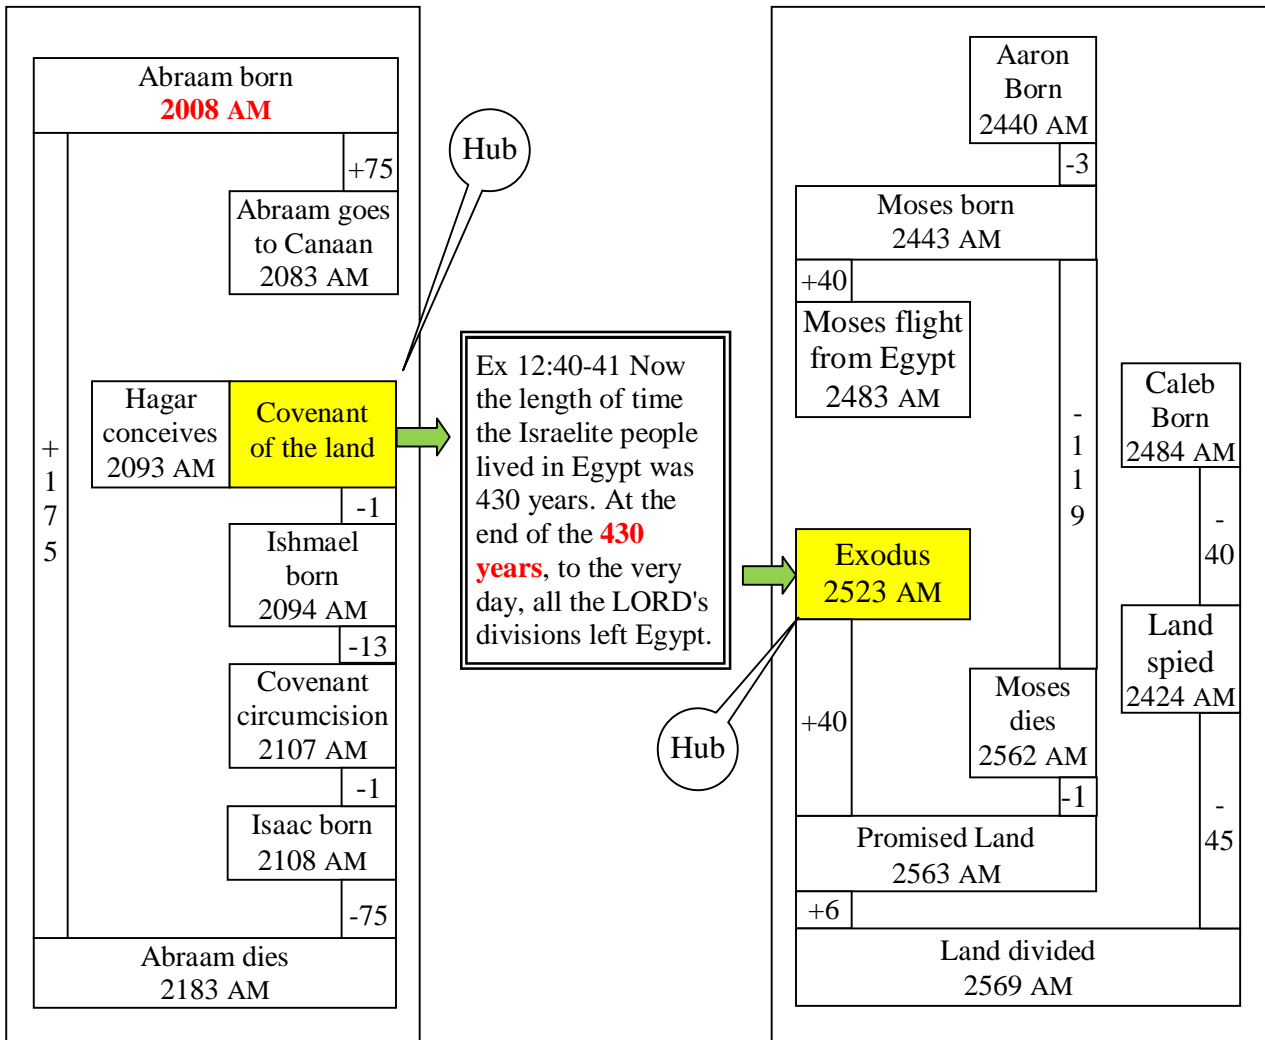 Abraam born
2008 AM
+75
Abraam goes
to Canaan
2083 AM
Hub
Hagar
conceives
2093 AM
Covenant
of the land
-1
Ishmael
born
2094 AM
-13
Covenant
circumcision
2107 AM
-1
Isaac born
2108 AM
-75
+
1
7
5
Abraam dies
2183 AM
Ex 12:40-41 Now
the length of time
the Israelite people
lived in Egypt was
430 years. At the
end of the 430
years, to the very
day, all the LORD's
divisions left Egypt.
Hub
Aaron
Born
2440 AM
-3
Moses born
2443 AM
+40
Moses flight
from Egypt
2483 AM
-
1
1
9
Exodus
2523 AM
+40
Moses
dies
2562 AM
-1
Promised Land
2563 AM
+6
Caleb
Born
2484 AM
-
40
Land
spied
2424 AM
-
45
Land divided
2569 AM